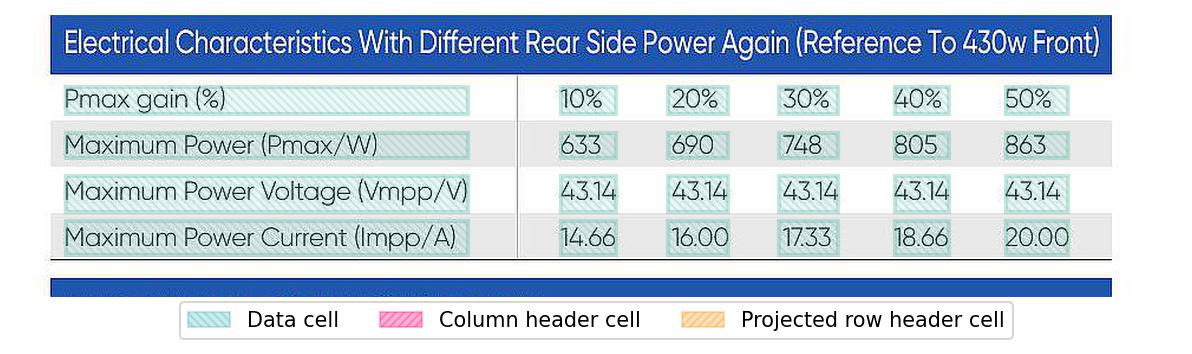 Electrical Characteristics With Different Rear Side Power Again (Reference To 430w Front)
Pmax gain (%) 10% 20% 30% 40% 50%
Maximum Power (Pmax/W) 633 690 748 805 863
Maximum Power Voltage (Vmpp/V) 43.14 43.14 43.14 43.14 43.14
Maximum Power Current (Impp/A) 14.66 16.00 17.33 18.66 20.00
Data cell Column header cell Projected row header cell